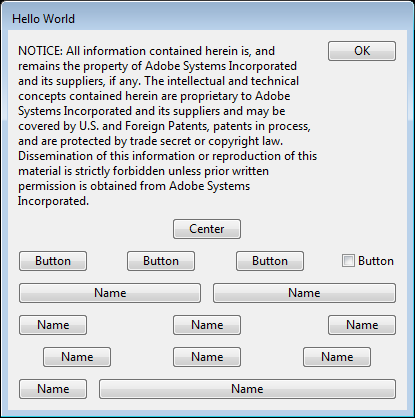 Hello World
NOTICE: All information contained herein is, and
OK
remains the property of Adobe Systems Incorporated
and its suppliers, if any. The intellectual and technical
concepts contained herein are proprietary to Adobe
Systems Incorporated and its suppliers and may be
covered by U.S. and Foreign Patents, patents in process,
and are protected by trade secret or copyright law.
Dissemination of this information or reproduction of this
material is strictly forbidden unless prior written
permission is obtained from Adobe Systems
Incorporated.
Center
Button Button Button Button
Name Name
Name Name Name
Name Name Name
Name Name